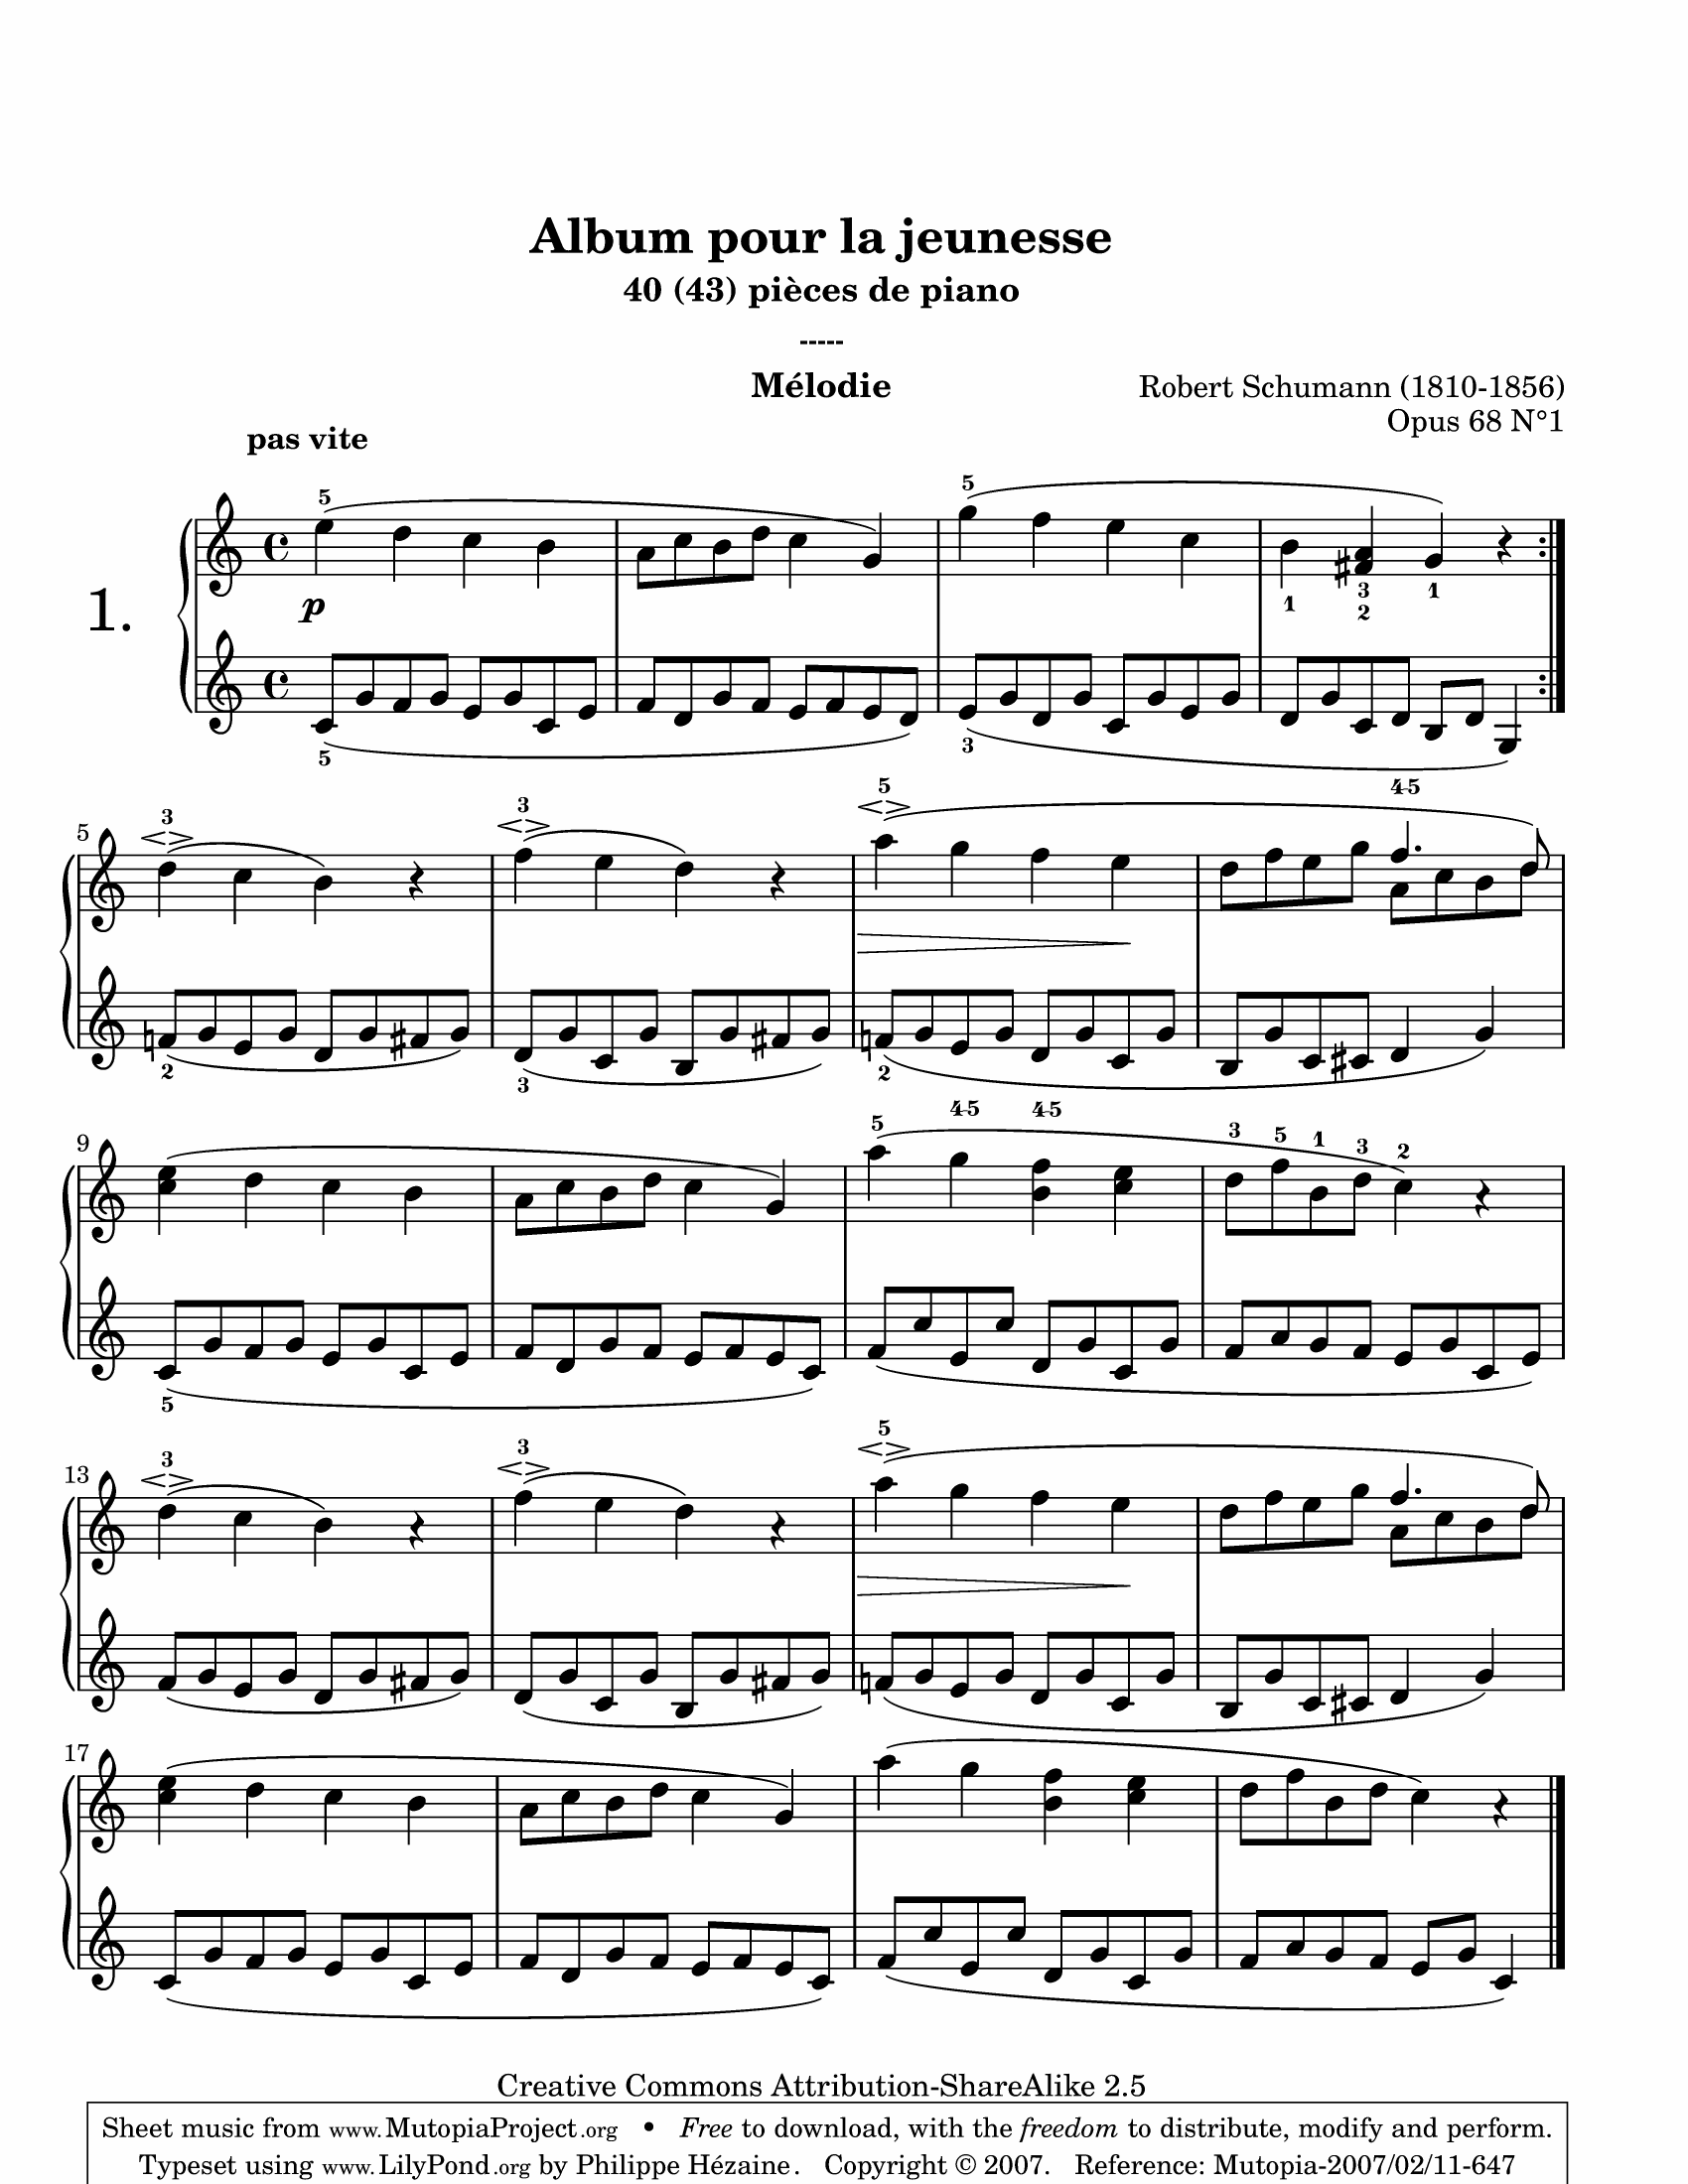 Album pour la jeunesse
40 (43) pièces de piano
-----
Mélodie
Robert Schumann (1810-1856)
Opus 68 N°1
pas vite
1.
5 5
p 1 3 2 1
5 3
5 3 3 5 4-5
2 3 2
9 5 4-5 4-5 3 5 1 3 2
5
13 3 3 5
17
Creative Commons Attribution-ShareAlike 2.5
Sheet music from www.MutopiaProject.org • Free to download, with the freedom to distribute, modify and perform.
Typeset using www.LilyPond.org by Philippe Hézaine. Copyright © 2007. Reference: Mutopia-2007/02/11-647